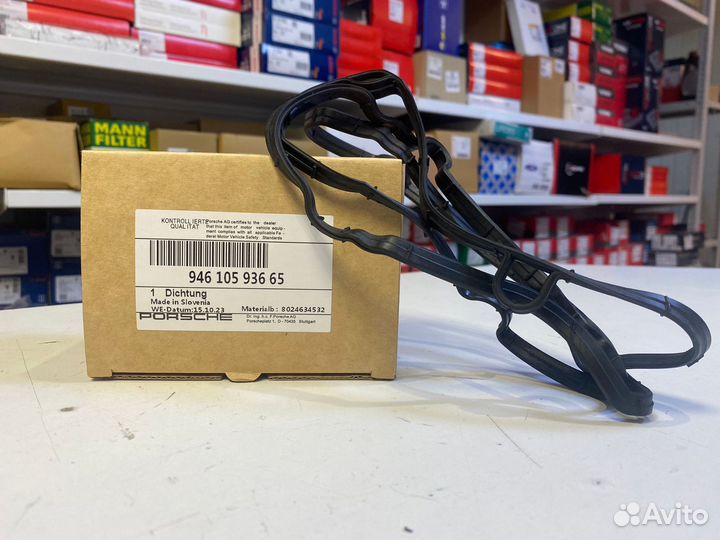 MANN
FILTER
KONTROLLIERTE
QUALITÄT
Porsche AG certifies to the dealer
that this item of motor vehicle equip-
ment complies with all applicable Fe-
deral Motor Vehicle Safety Standards
946 105 936 65
1 Dichtung
Made in Slovenia
WE-Datum:15.10.23
Materialb : 8024634532
PORSCHE
Dr. Ing. h.c. F.Porsche AG
Porscheplatz 1, D - 70435 Stuttgart
Avito